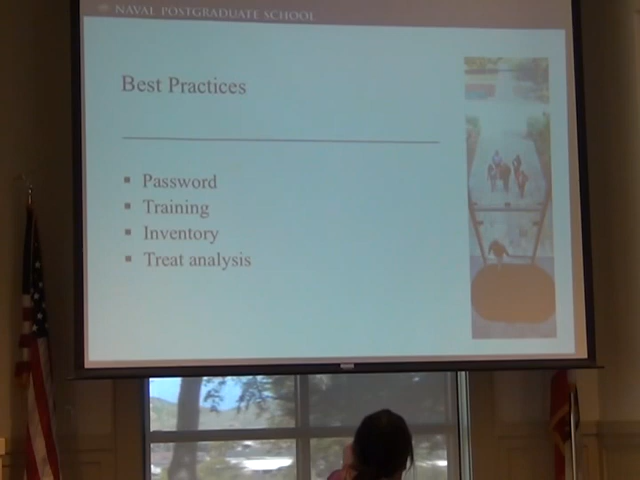 NAVAL POSTGRADUATE SCHOOL
Best Practices
Password
Training
Inventory
Treat analysis